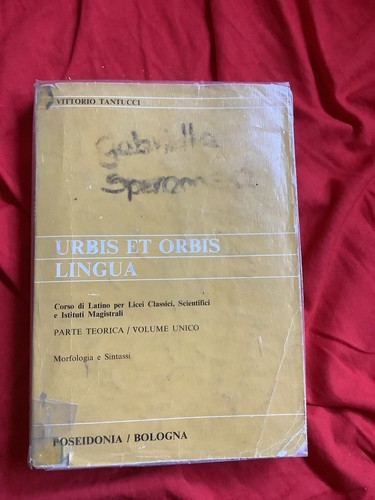 VITTORIO TANTUCCI
Gabriella
URBIS ET ORBIS
LINGUA
Corso di Latino per Licei Classici, Scientifici
e Istituti Magistrali
PARTE TEORICA / VOLUME UNICO
Morfologia e Sintassi
POSEIDONIA / BOLOGNA